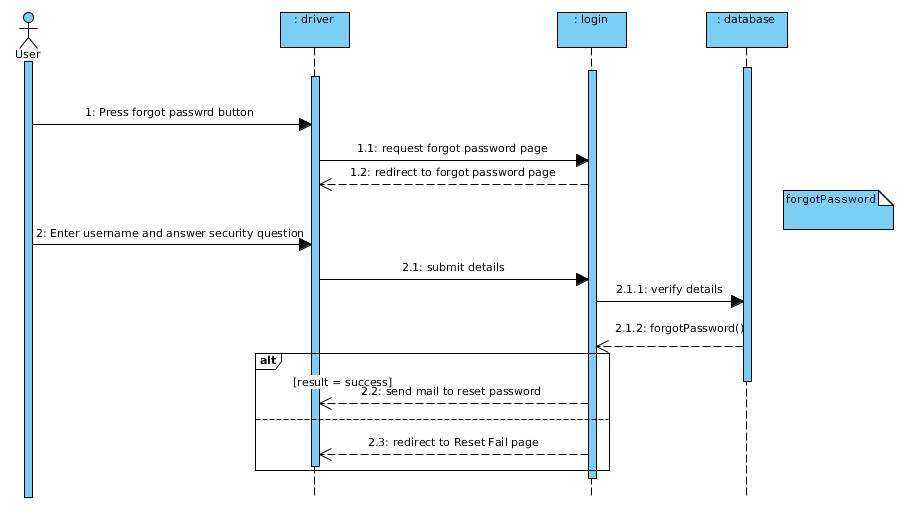 : driver
: login
: database
User
1: Press forgot passwrd button
1.1: request forgot password page
1.2: redirect to forgot password page
forgotPassword
2: Enter username and answer security question
2.1: submit details
2.1.1: verify details
2.1.2: forgotPassword()
alt
[result = success]
2.2: send mail to reset password
2.3: redirect to Reset Fail page